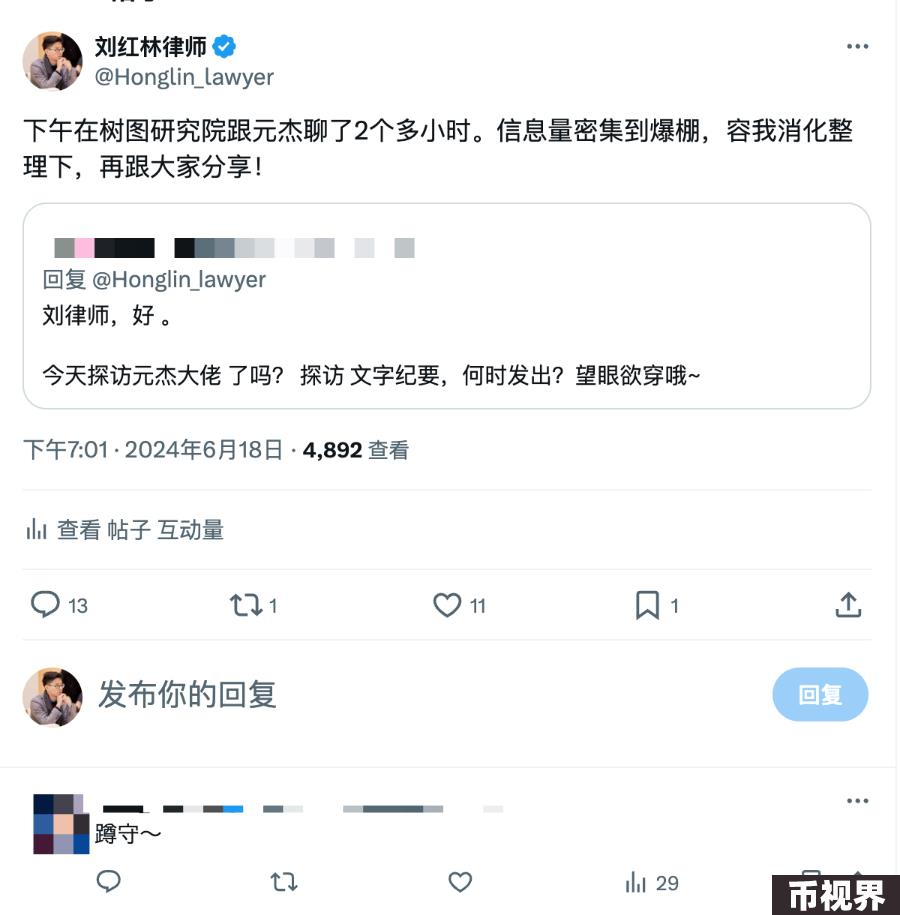 刘红林律师
@Honglin_lawyer
下午在树图研究院跟元杰聊了2个多小时。信息量密集到爆棚，容我消化整
理下，再跟大家分享！
回复 @Honglin_lawyer
刘律师，好 。
今天探访元杰大佬 了吗？ 探访 文字纪要，何时发出？望眼欲穿哦~
下午7:01 · 2024年6月18日 · 4,892 查看
查看 帖子 互动量
13 1 11 1
发布你的回复 回复
蹲守～
29
币视界